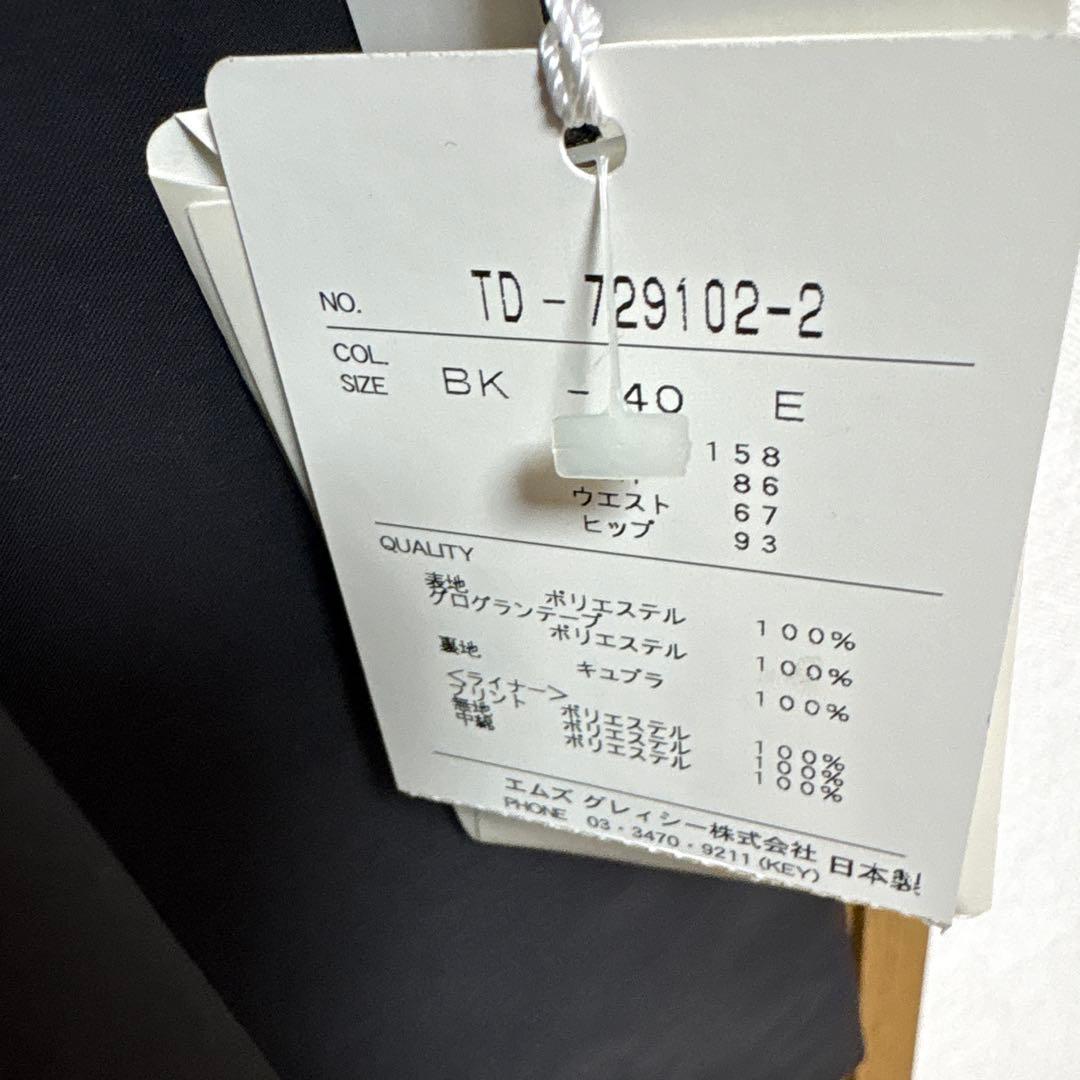 NO. TD-729102-2
COL.
SIZE BK - 40 E
158
86
ウエスト 67
ヒップ 93
QUALITY
表地 ポリエステル 100%
グログランテープ
ポリエステル 100%
裏地 キュプラ 100%
<ライナー>
プリント ポリエステル 100%
無地 ポリエステル 100%
中綿 ポリエステル 100%
エムズ グレィシー株式会社 日本製
PHONE 03・3470・9211(KEY)